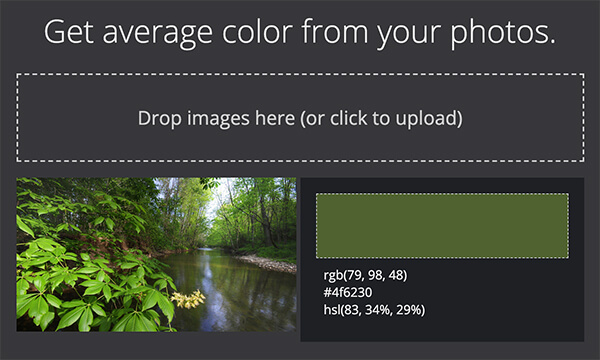 Get average color from your photos.
Drop images here (or click to upload)
rgb(79, 98, 48)
#4f6230
hsl(83, 34%, 29%)